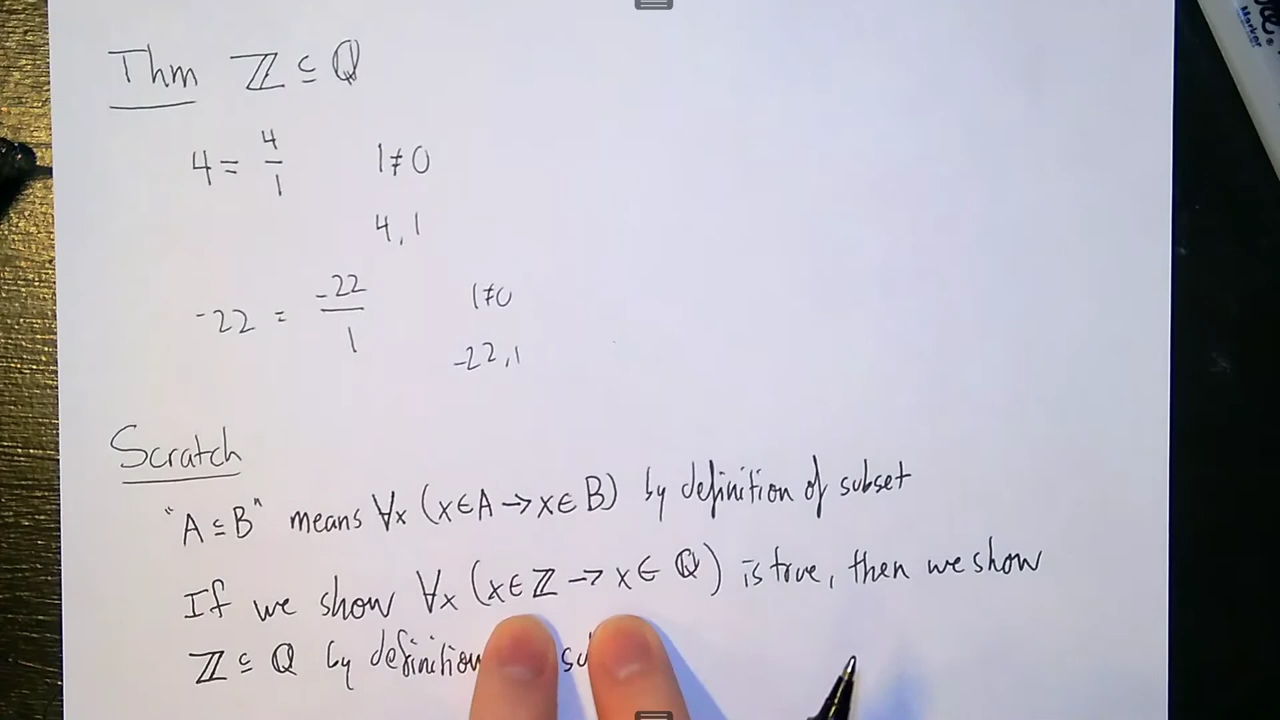 Thm ℤ ⊆ ℚ
4 = 4/1 1≠0
4, 1
-22 = -22/1 1≠0
-22, 1
Scratch
"A ⊆ B" means ∀x (x∈A → x∈B) by definition of subset
If we show ∀x (x∈ℤ → x∈ℚ) is true, then we show
ℤ ⊆ ℚ by definition
Marker